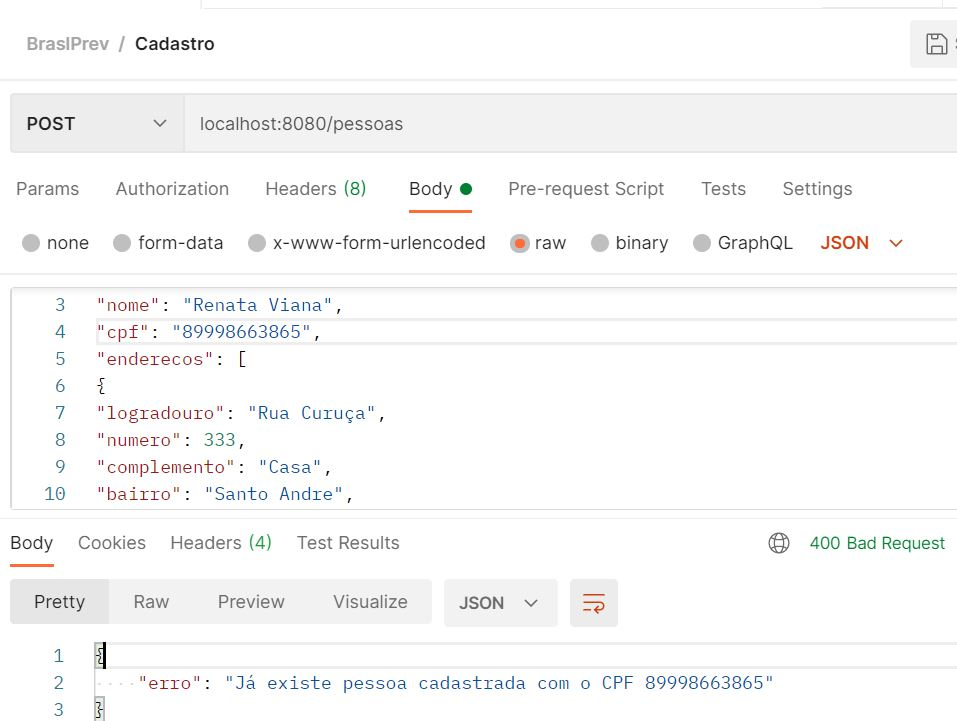 BraslPrev / Cadastro
POST localhost:8080/pessoas
Params Authorization Headers (8) Body Pre-request Script Tests Settings
none form-data x-www-form-urlencoded raw binary GraphQL JSON
3 "nome": "Renata Viana",
4 "cpf": "89998663865",
5 "enderecos": [
6 {
7 "logradouro": "Rua Curuça",
8 "numero": 333,
9 "complemento": "Casa",
10 "bairro": "Santo Andre",
Body Cookies Headers (4) Test Results 400 Bad Request
Pretty Raw Preview Visualize JSON
1 {
2 "erro": "Já existe pessoa cadastrada com o CPF 89998663865"
3 }